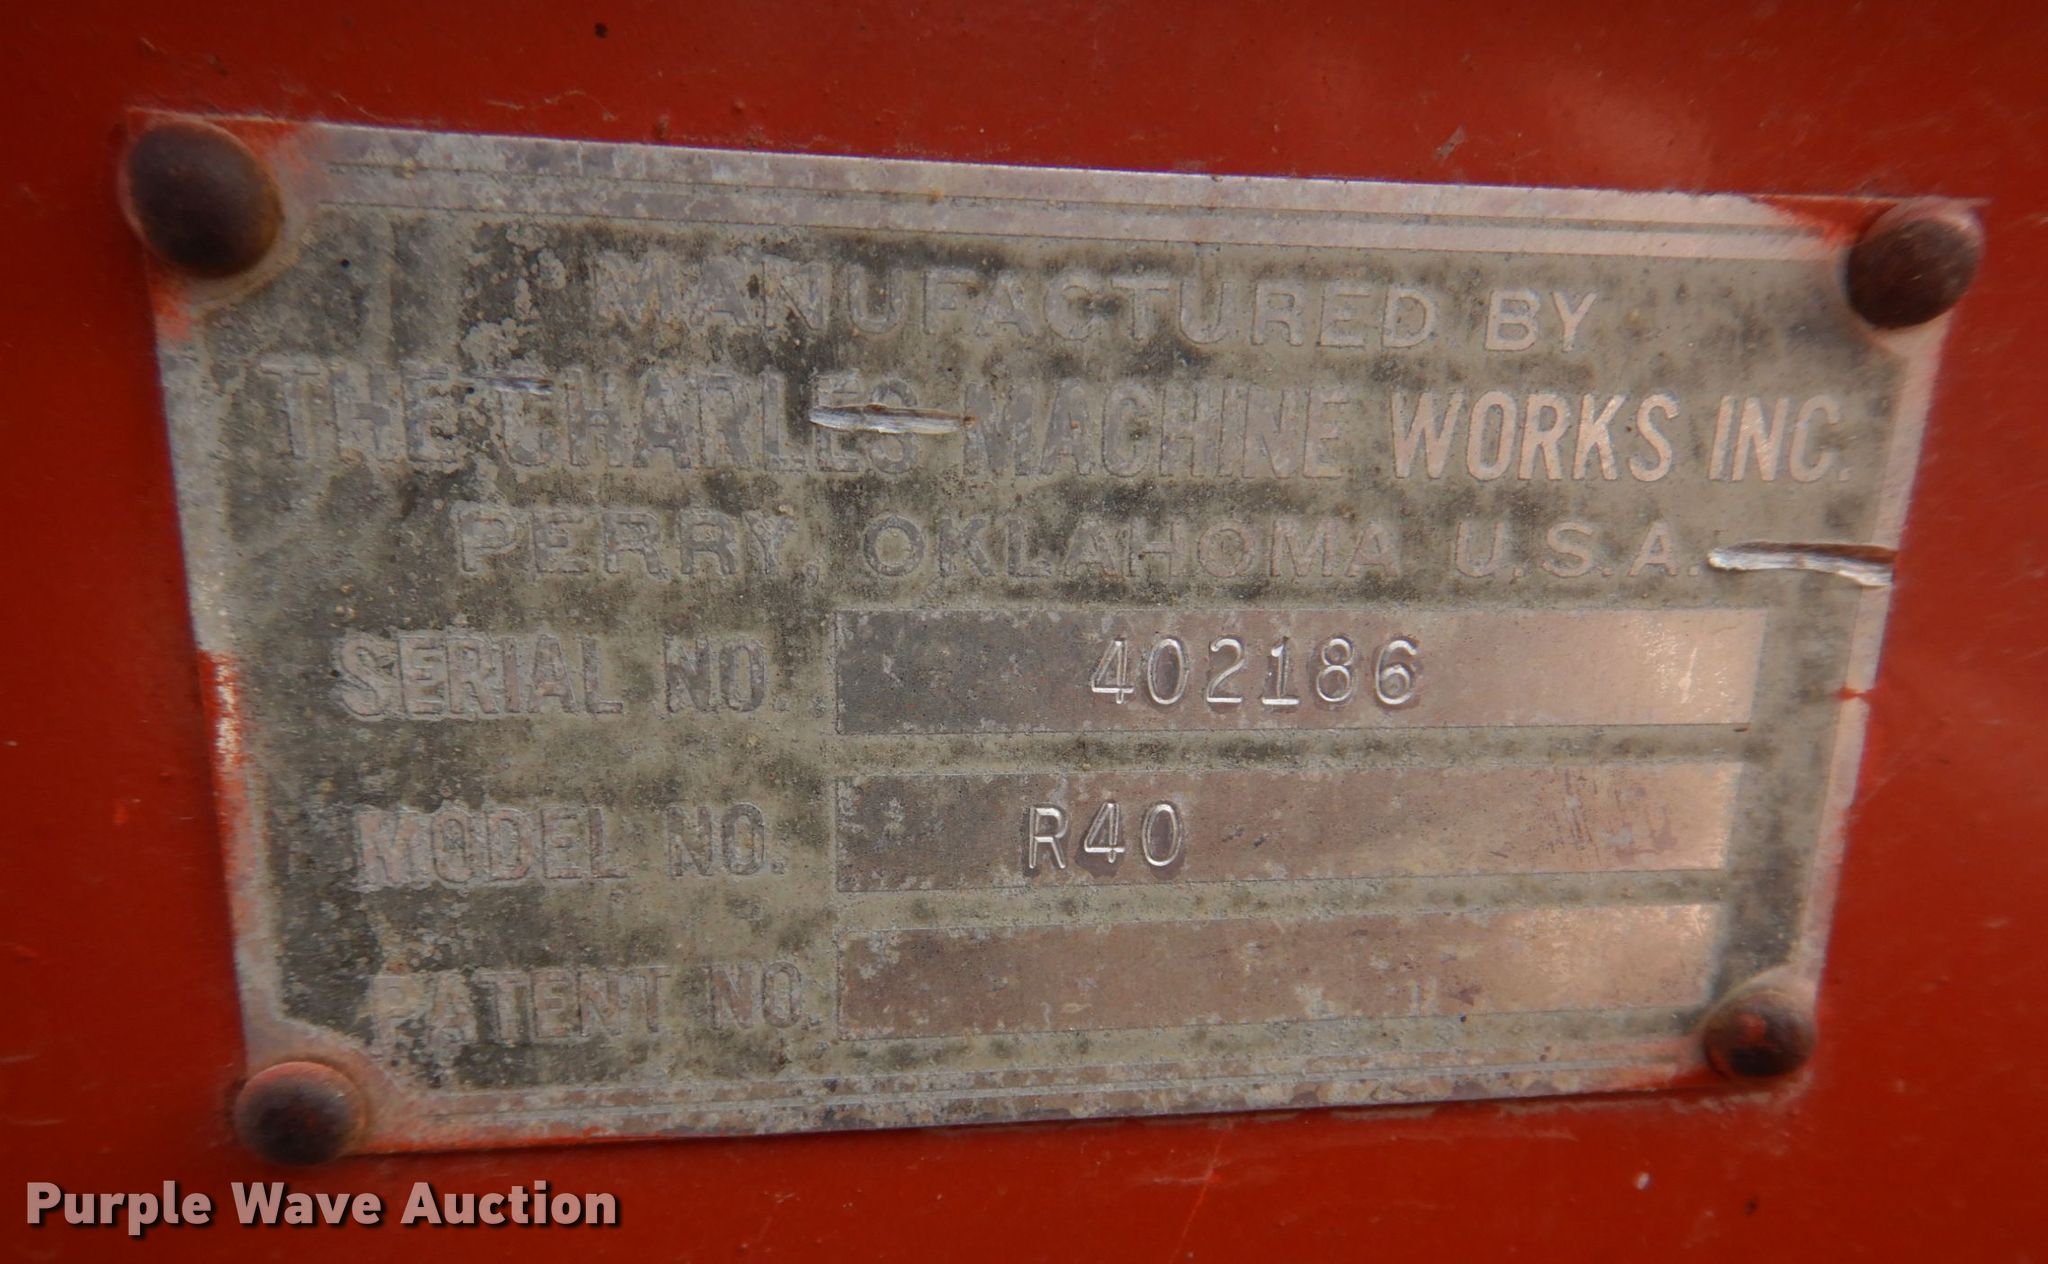 MANUFACTURED BY
THE CHARLES MACHINE WORKS INC.
PERRY, OKLAHOMA U.S.A.
SERIAL NO. 402186
MODEL NO. R40
PATENT NO.
Purple Wave Auction